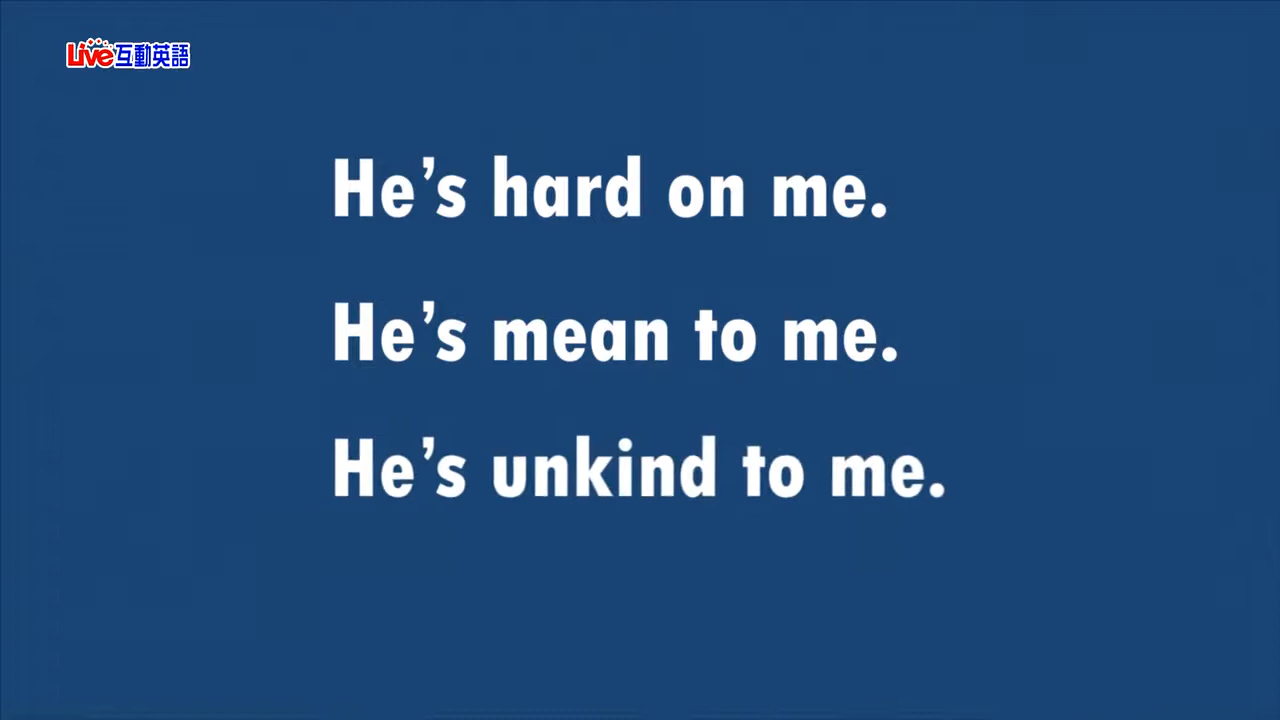 Live互動英語
He’s hard on me.
He’s mean to me.
He’s unkind to me.